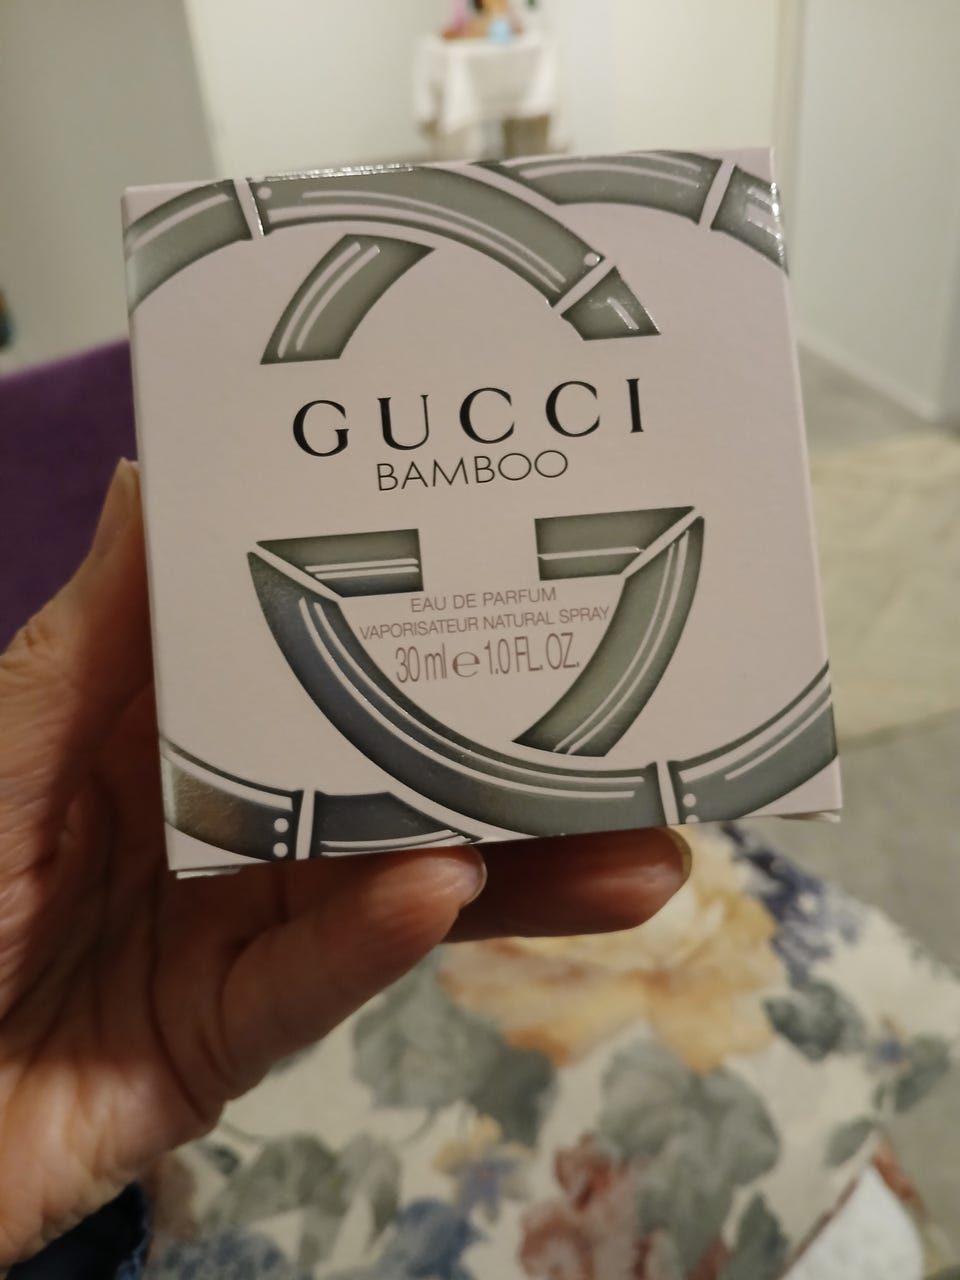 GUCCI
BAMBOO
EAU DE PARFUM
VAPORISATEUR NATURAL SPRAY
30 ml e 1.0 FL. OZ.